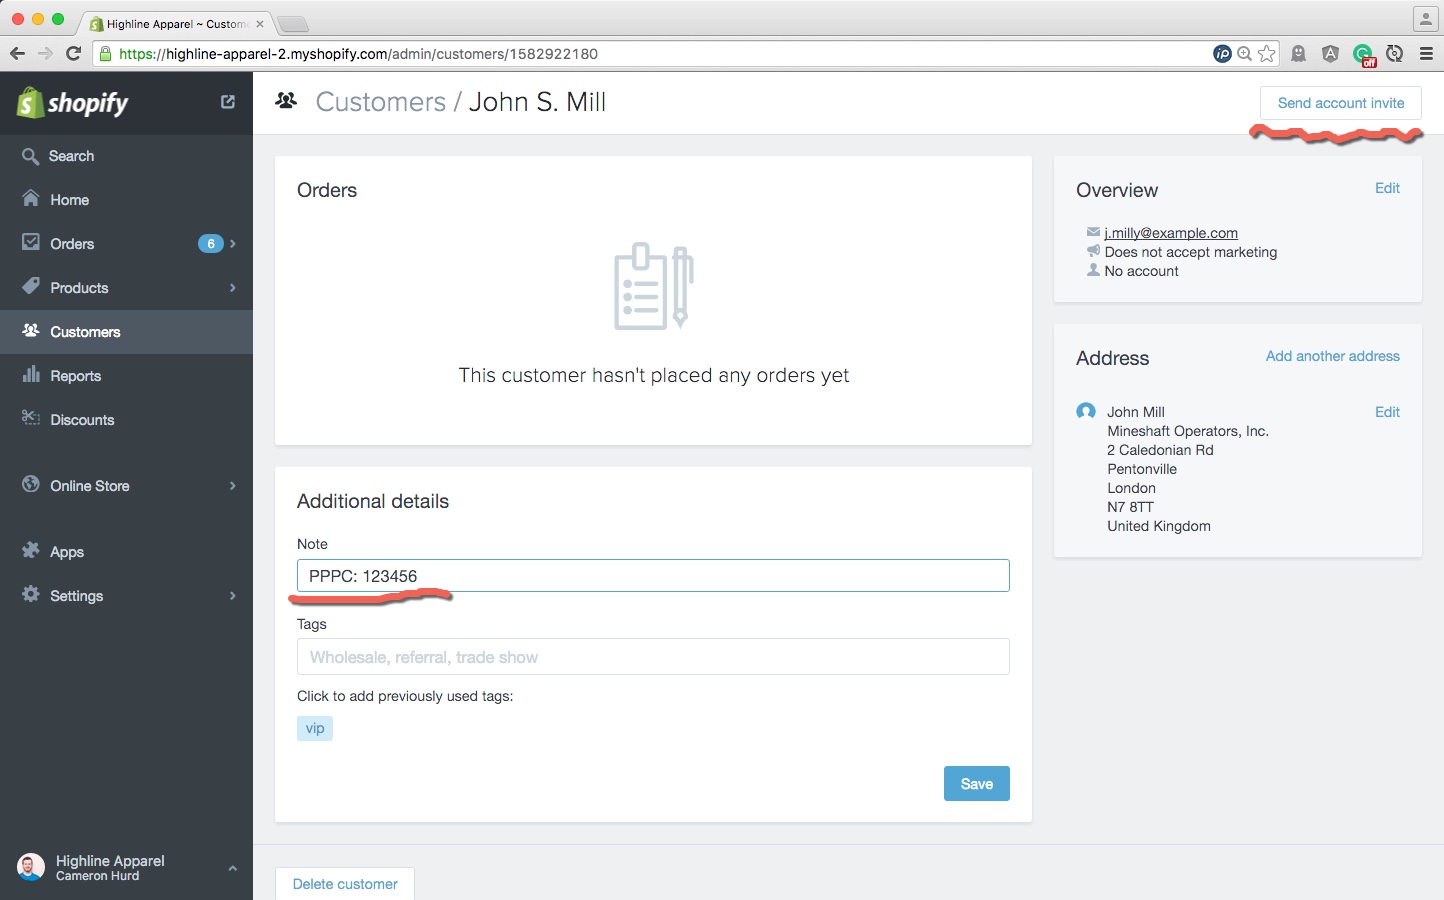 Highline Apparel ~ Custom
https://highline-apparel-2.myshopify.com/admin/customers/1582922180
ip
off
shopify
Search
Home
Orders 6
Products
Customers
Reports
Discounts
Online Store
Apps
Settings
Highline Apparel
Cameron Hurd
Customers / John S. Mill
Send account invite
Orders
This customer hasn't placed any orders yet
Additional details
Note
PPPC: 123456
Tags
Wholesale, referral, trade show
Click to add previously used tags:
vip
Save
Delete customer
Overview Edit
j.milly@example.com
Does not accept marketing
No account
Address Add another address
John Mill Edit
Mineshaft Operators, Inc.
2 Caledonian Rd
Pentonville
London
N7 8TT
United Kingdom